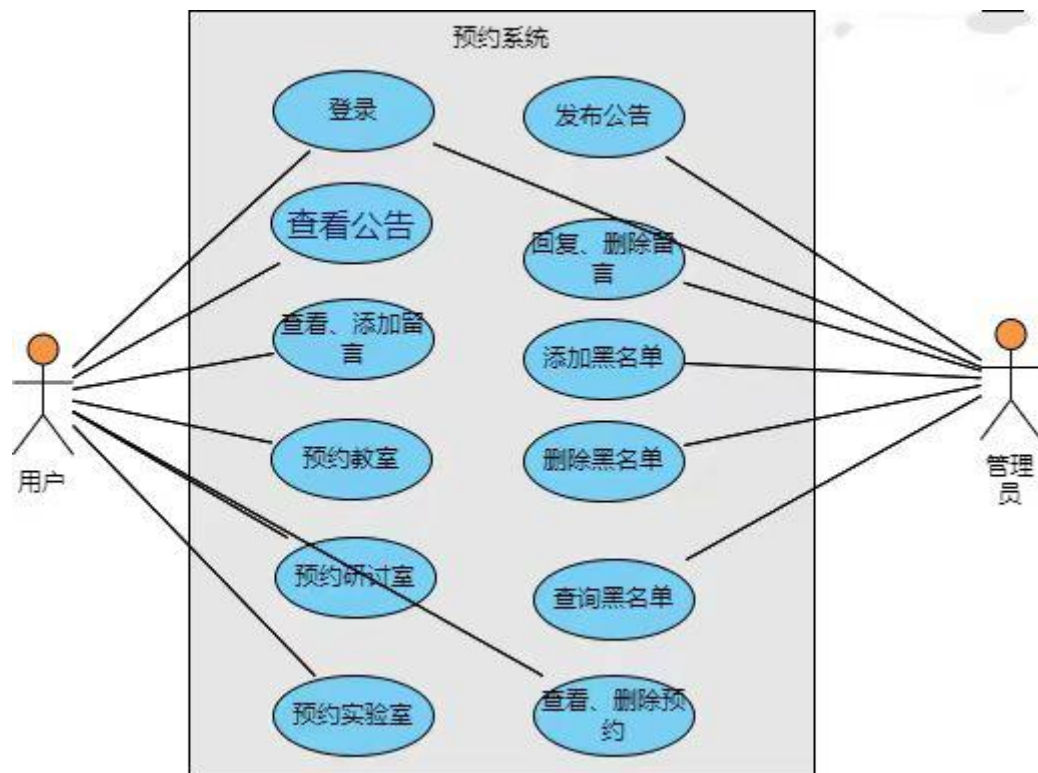 预约系统
登录
发布公告
查看公告
回复、删除留
言
查看、添加留
言
添加黑名单
预约教室
删除黑名单
用户
管理
员
预约研讨室
查询黑名单
预约实验室
查看、删除预
约